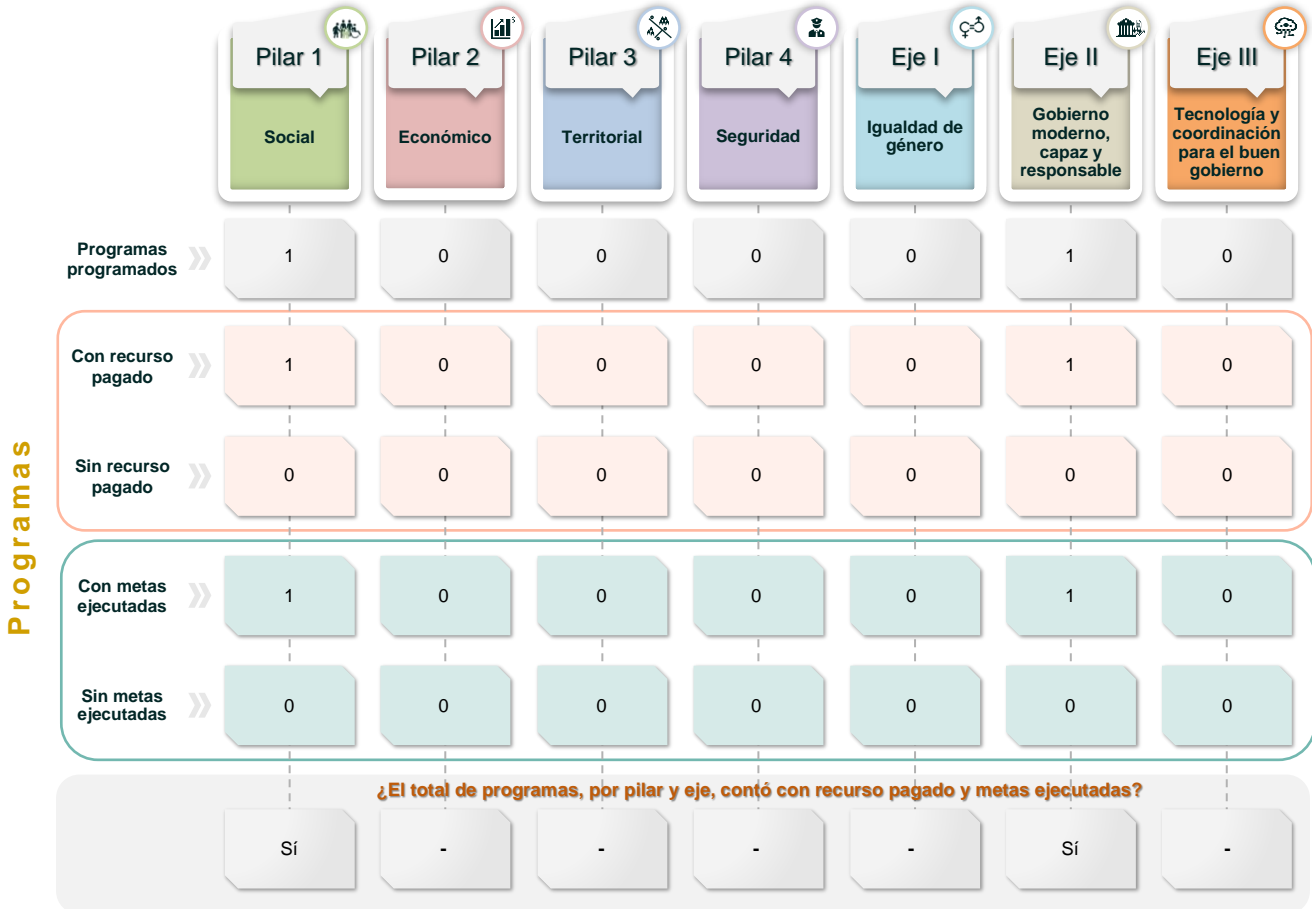 Pilar 1
Pilar 2
Pilar 3
Pilar 4
Eje I
Eje II
Eje III
Social
Económico
Territorial
Seguridad
Igualdad de
género
Gobierno
moderno,
capaz y
responsable
Tecnología y
coordinación
para el buen
gobierno
Programas
Programas
programados
1 0 0 0 0 1 0
Con recurso
pagado
1 0 0 0 0 1 0
Sin recurso
pagado
0 0 0 0 0 0 0
Con metas
ejecutadas
1 0 0 0 0 1 0
Sin metas
ejecutadas
0 0 0 0 0 0 0
¿El total de programas, por pilar y eje, contó con recurso pagado y metas ejecutadas?
Sí - - - - Sí -